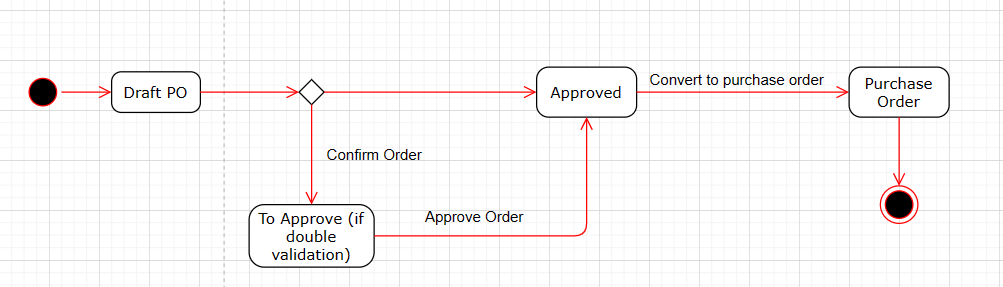 Draft PO
Approved
Convert to purchase order
Purchase
Order
Confirm Order
To Approve (if
double
validation)
Approve Order